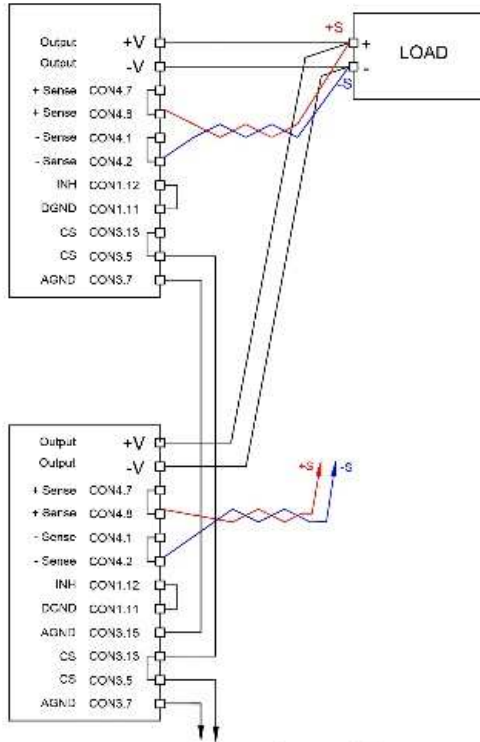 +S
Output +V
+ LOAD
Output -V
-
-S
+ Sense CON4.7
+ Sense CON4.8
- Sense CON4.1
- Sense CON4.2
INH CON1.12
DGND CON1.11
CS CON3.13
CS CON3.5
AGND CON3.7
Output +V
Output -V
+S -S
+ Sense CON4.7
+ Sense CON4.8
- Sense CON4.1
- Sense CON4.2
INH CON1.12
DGND CON1.11
AGND CON3.15
CS CON3.13
CS CON3.5
AGND CON3.7